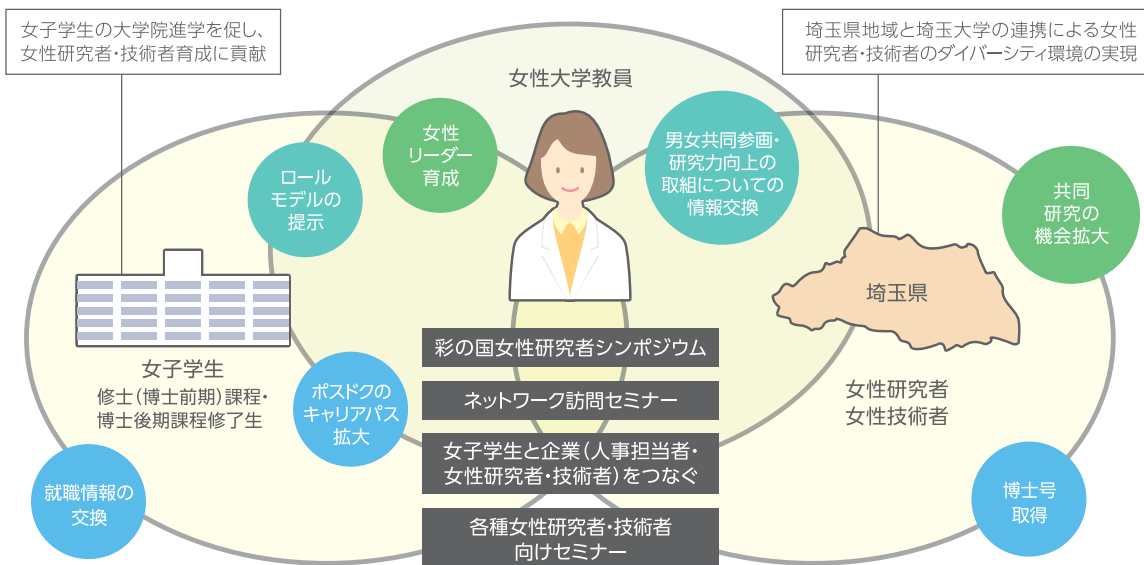 女子学生の大学院進学を促し、
女性研究者・技術者育成に貢献
埼玉県地域と埼玉大学の連携による女性
研究者・技術者のダイバーシティ環境の実現
女性大学教員
女性
リーダー
育成
男女共同参画・
研究力向上の
取組についての
情報交換
ロール
モデルの
提示
共同
研究の
機会拡大
埼玉県
女子学生
修士(博士前期)課程・
博士後期課程修了生
ポスドクの
キャリアパス
拡大
就職情報の
交換
彩の国女性研究者シンポジウム
ネットワーク訪問セミナー
女子学生と企業(人事担当者・
女性研究者・技術者)をつなぐ
各種女性研究者・技術者
向けセミナー
女性研究者
女性技術者
博士号
取得